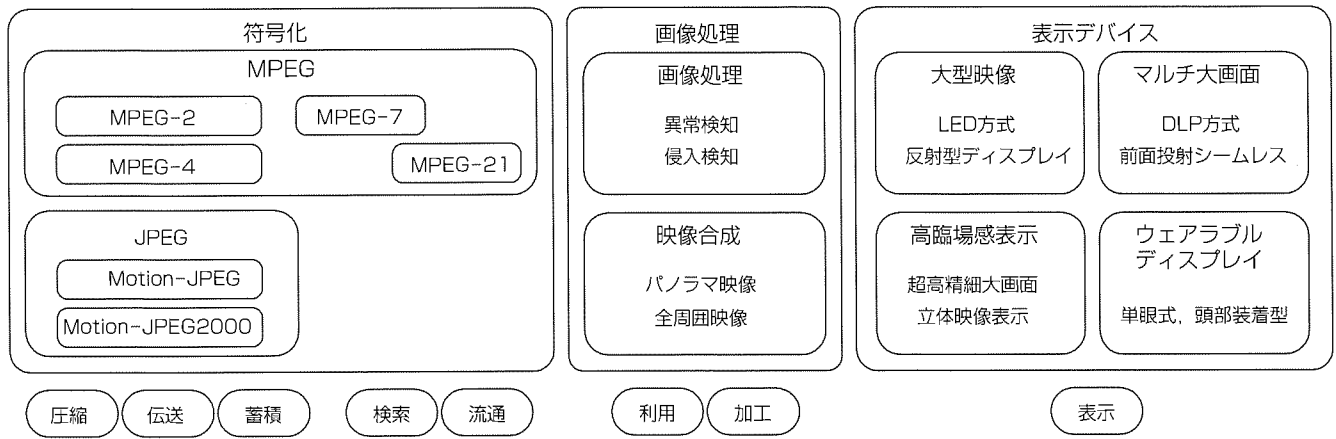 符号化
MPEG
MPEG-2
MPEG-7
MPEG-4
MPEG-21
JPEG
Motion-JPEG
Motion-JPEG2000
圧縮
伝送
蓄積
検索
流通
画像処理
画像処理
異常検知
侵入検知
映像合成
パノラマ映像
全周囲映像
利用
加工
表示デバイス
大型映像
LED方式
反射型ディスプレイ
マルチ大画面
DLP方式
前面投射シームレス
高臨場感表示
超高精細大画面
立体映像表示
ウェアラブル
ディスプレイ
単眼式，頭部装着型
表示